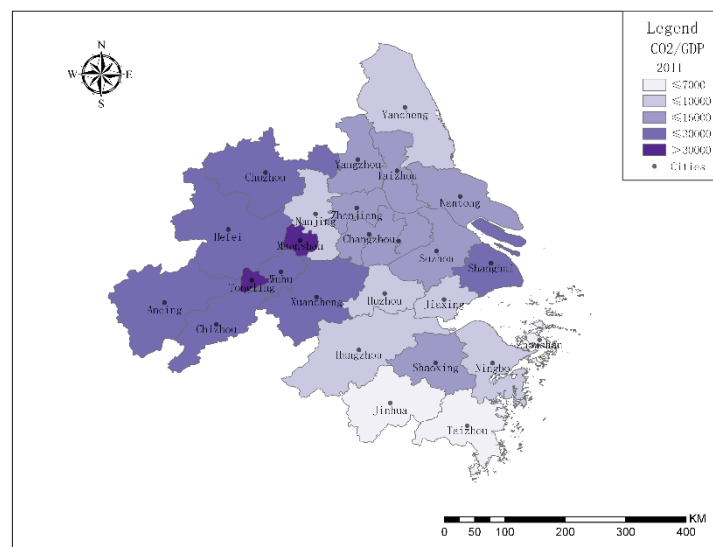 N
W E
S
Legend
CO2/GDP
2011
≤7000
≤10000
≤15000
≤30000
>30000
Cities
Yancheng
Chuzhou
Yangzhou
Taizhou
Nantong
Nanjing
Zhenjiang
Hefei
Maanshan
Changzhou
Suzhou
Shanghai
Wuhu
Tongling
Anqing
Xuancheng
Huzhou
Jiaxing
Chizhou
Hangzhou
Shaoxing
Ningbo
Zhoushan
Jinhua
Taizhou
KM
0 50 100 200 300 400